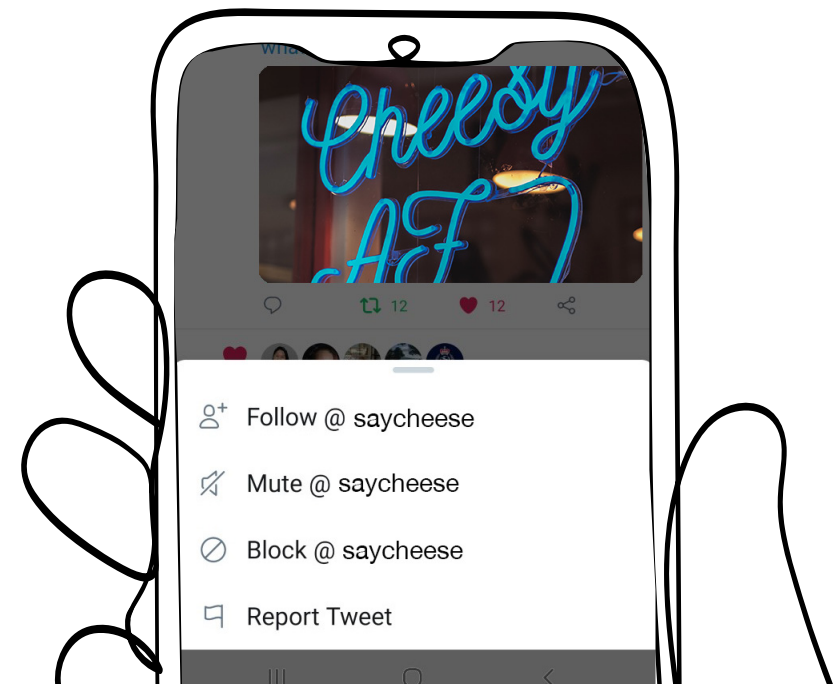 Cheesy
AF
12 12
Follow @ saycheese
Mute @ saycheese
Block @ saycheese
Report Tweet